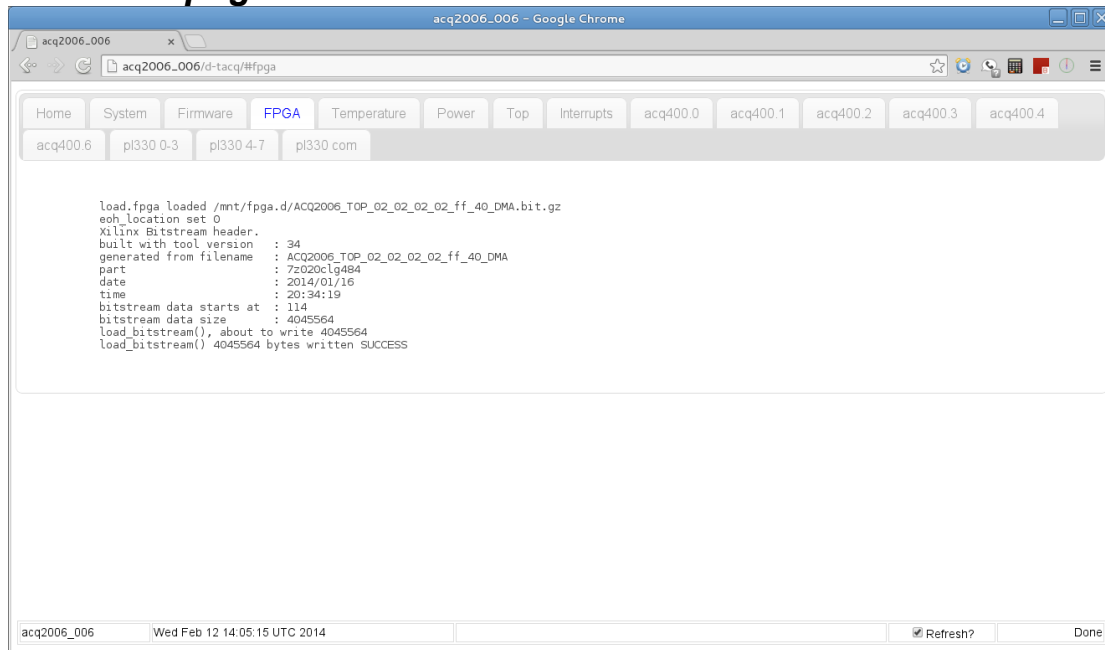 acq2006_006 - Google Chrome
acq2006_006 x
acq2006_006/d-tacq/#fpga
Home System Firmware FPGA Temperature Power Top Interrupts acq400.0 acq400.1 acq400.2 acq400.3 acq400.4
acq400.6 pl330 0-3 pl330 4-7 pl330 com
load.fpga loaded /mnt/fpga.d/ACQ2006_TOP_02_02_02_02_ff_40_DMA.bit.gz
eoh_location set 0
Xilinx Bitstream header.
built with tool version : 34
generated from filename : ACQ2006_TOP_02_02_02_02_ff_40_DMA
part : 7z020clg484
date : 2014/01/16
time : 20:34:19
bitstream data starts at : 114
bitstream data size : 4045564
load_bitstream(), about to write 4045564
load_bitstream() 4045564 bytes written SUCCESS
acq2006_006 Wed Feb 12 14:05:15 UTC 2014 Refresh? Done